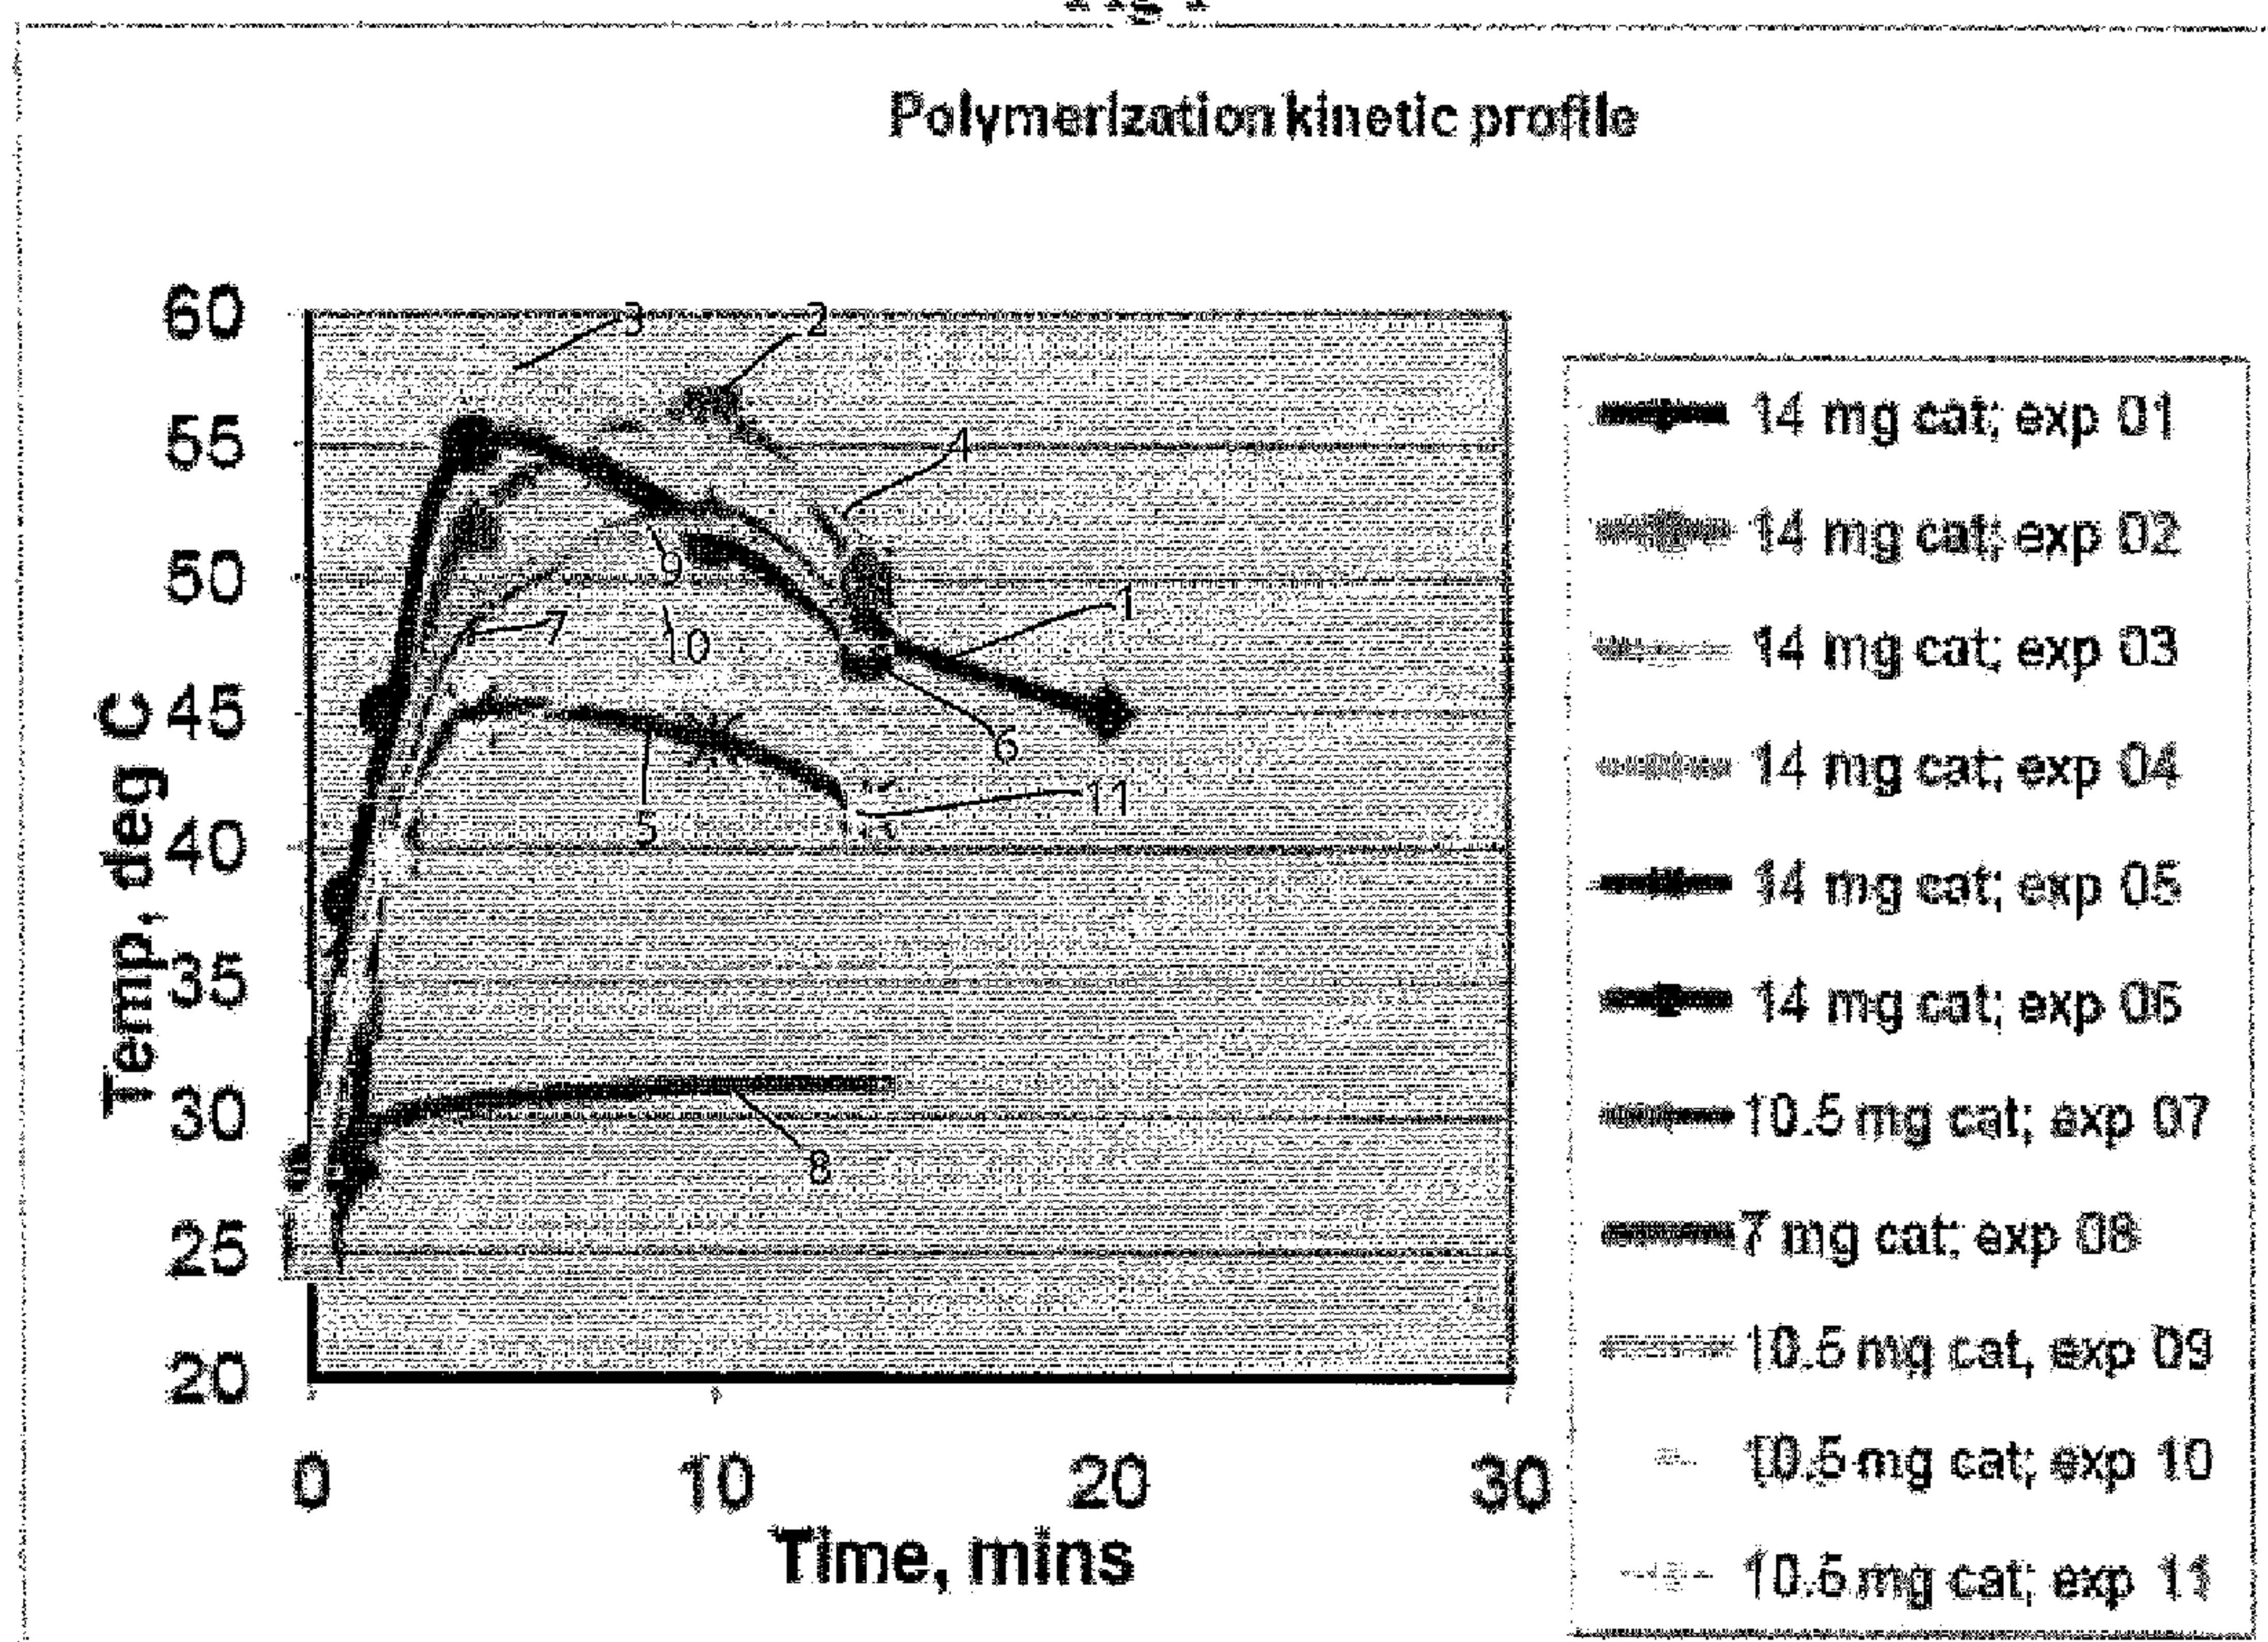 Polymerization kinetic profile
60
55
50
45
40
35
30
25
20
Temp, deg C
0
10
20
30
Time, mins
3
2
4
9
1
7
10
6
11
5
8
14 mg cat; exp 01
14 mg cat; exp 02
14 mg cat; exp 03
14 mg cat; exp 04
14 mg cat; exp 05
14 mg cat; exp 06
10.5 mg cat; exp 07
7 mg cat; exp 08
10.5 mg cat, exp 09
10.5 mg cat; exp 10
10.5 mg cat; exp 11